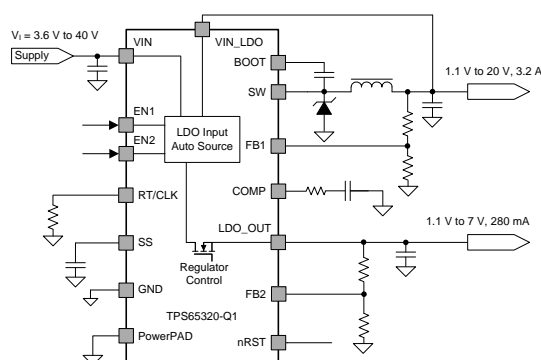 V_I = 3.6 V to 40 V
Supply
VIN
VIN_LDO
BOOT
1.1 V to 20 V, 3.2 A
SW
EN1
EN2
LDO Input
Auto Source
FB1
RT/CLK
COMP
LDO_OUT
1.1 V to 7 V, 280 mA
SS
Regulator
Control
GND
FB2
TPS65320-Q1
PowerPAD
nRST